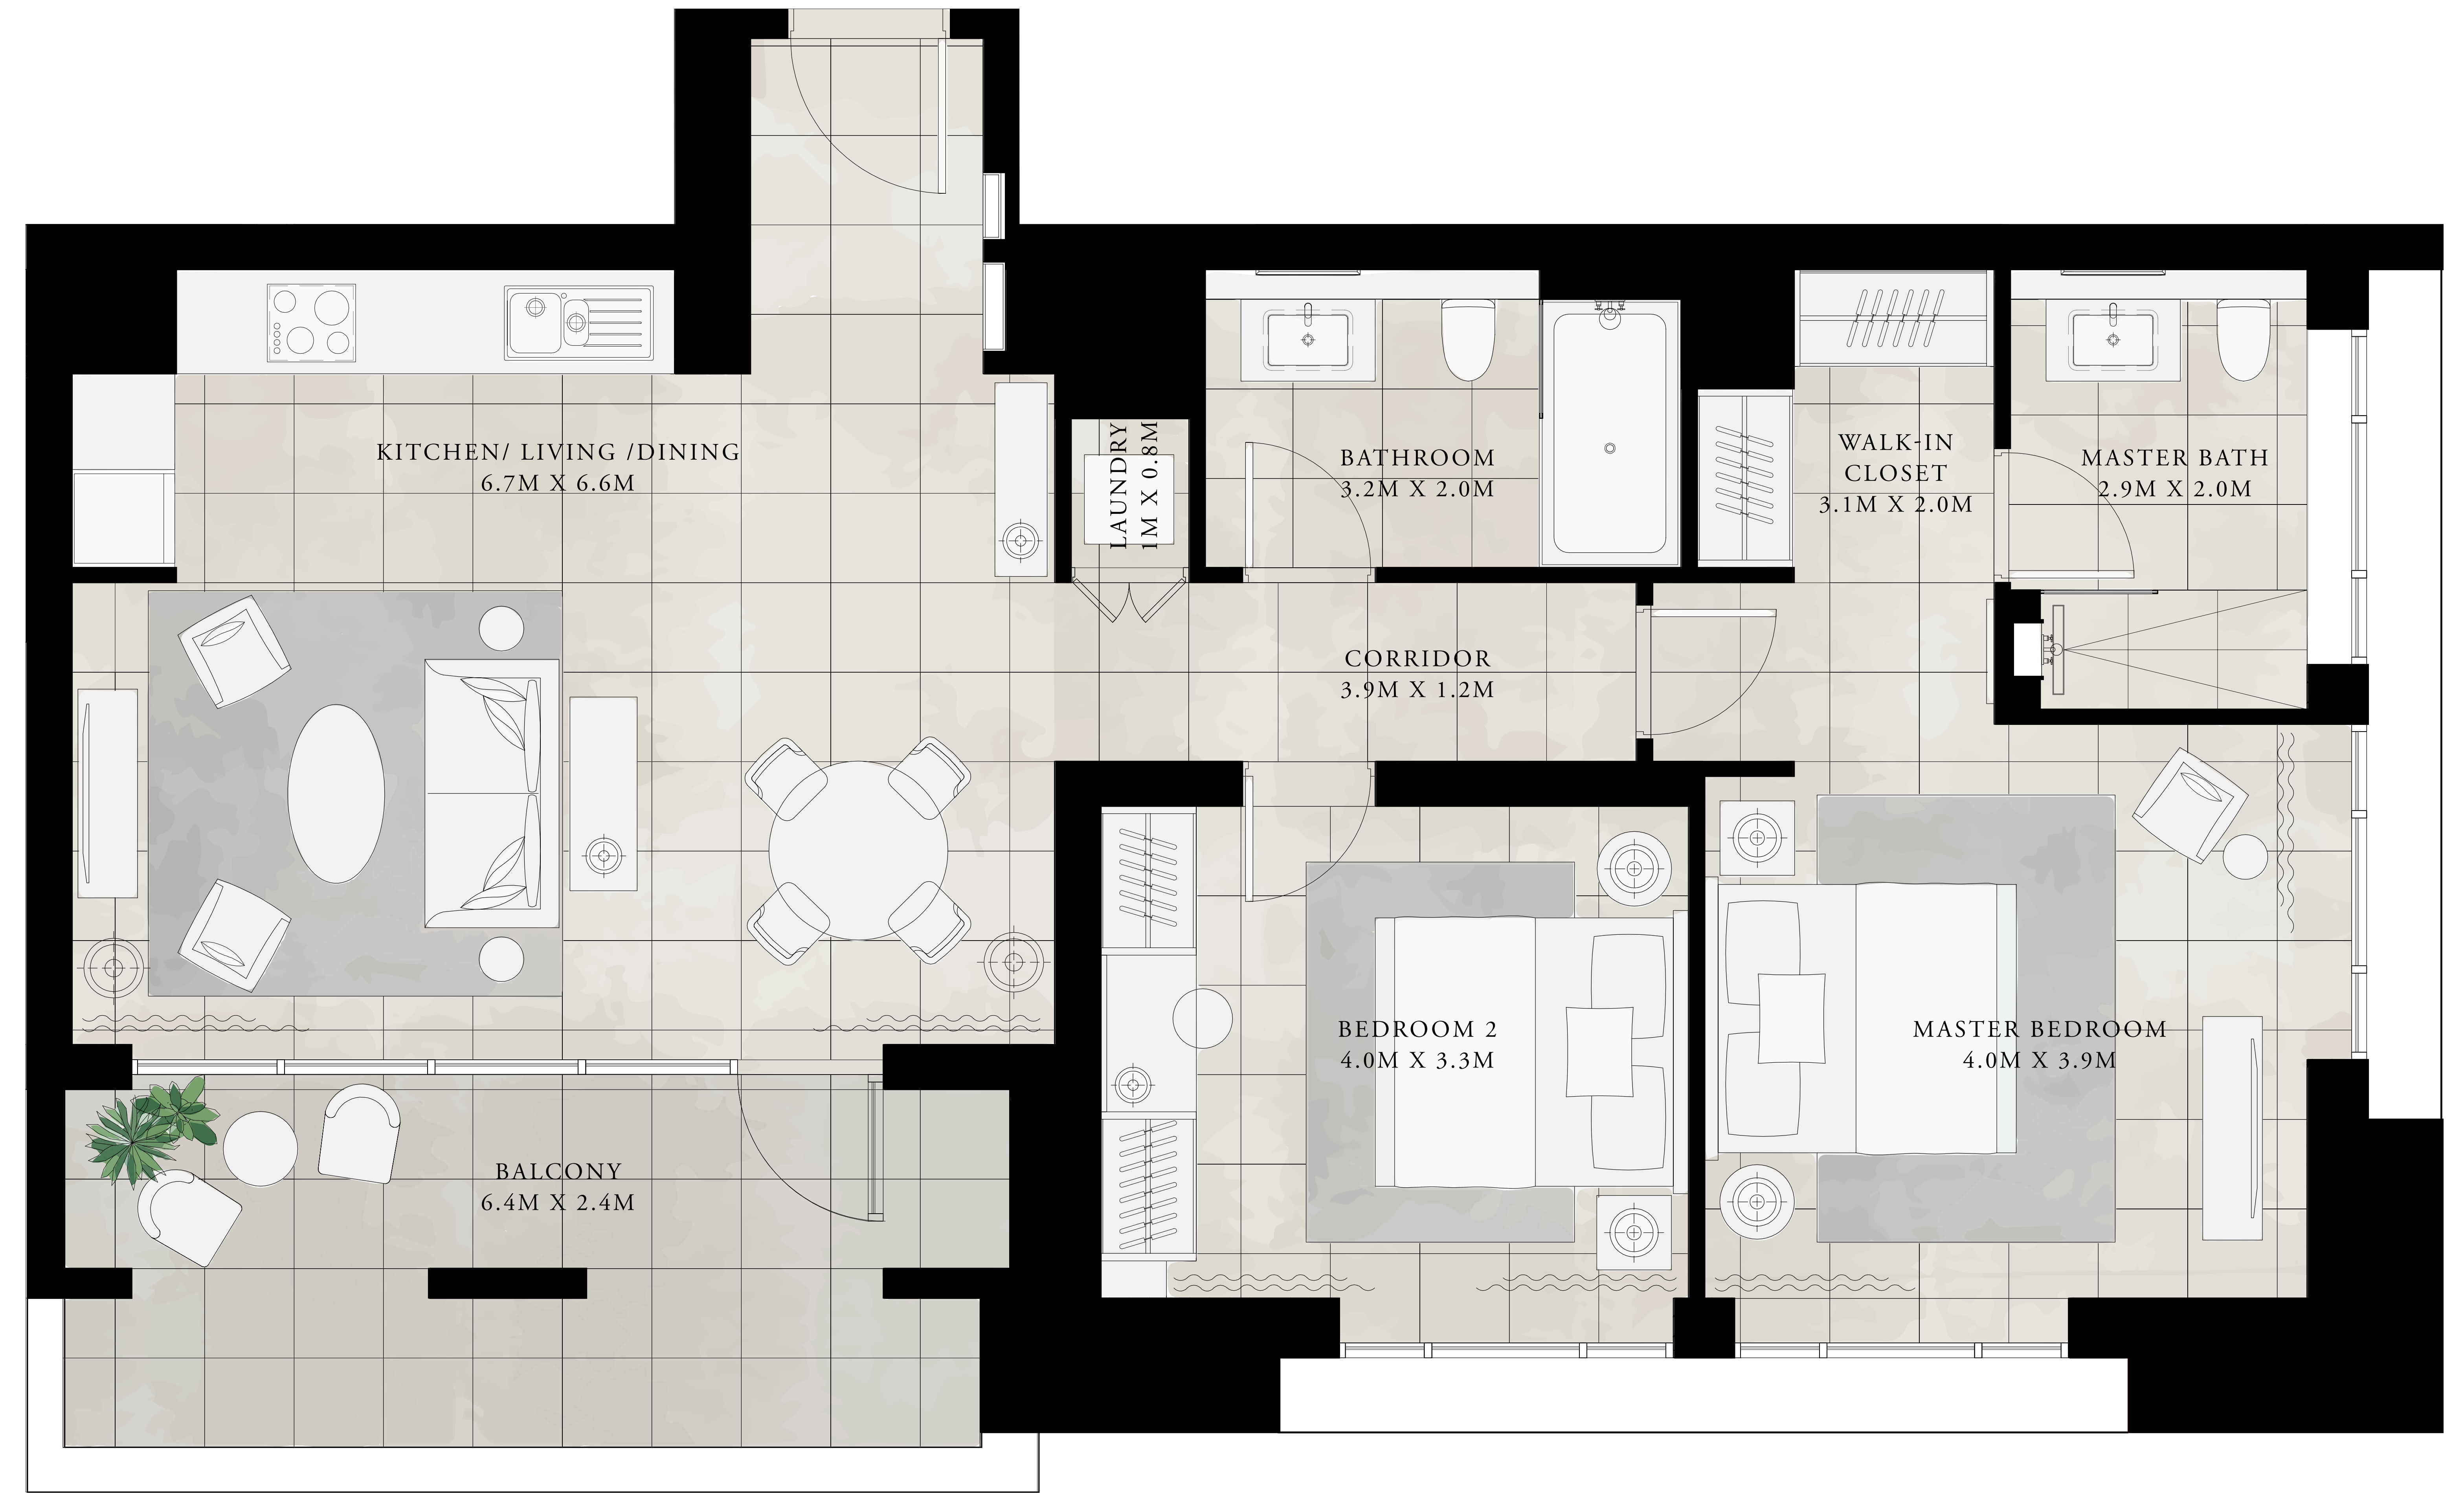 KITCHEN/ LIVING /DINING
6.7M X 6.6M
LAUNDRY
1M X 0.8M
BATHROOM
3.2M X 2.0M
WALK-IN
CLOSET
3.1M X 2.0M
MASTER BATH
2.9M X 2.0M
CORRIDOR
3.9M X 1.2M
BEDROOM 2
4.0M X 3.3M
MASTER BEDROOM
4.0M X 3.9M
BALCONY
6.4M X 2.4M